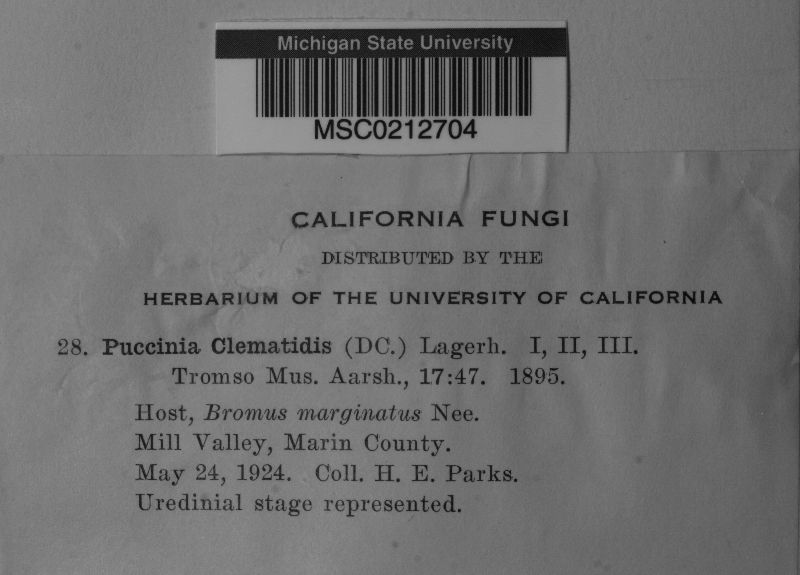 Michigan State University
MSC0212704
CALIFORNIA FUNGI
DISTRIBUTED BY THE
HERBARIUM OF THE UNIVERSITY OF CALIFORNIA
28. Puccinia Clematidis (DC.) Lagerh. I, II, III.
Tromso Mus. Aarsh., 17:47. 1895.
Host, Bromus marginatus Nee.
Mill Valley, Marin County.
May 24, 1924. Coll. H. E. Parks.
Uredinial stage represented.